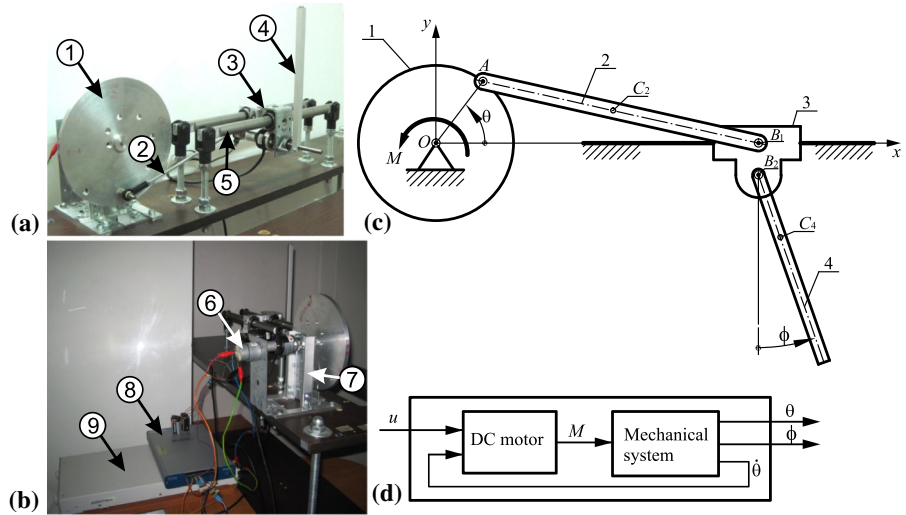 1
4
3
2
5
(a)
6
7
8
9
(b)
y
1
A
2
C₂
θ
3
M
O
B₁
x
B₂
(c)
C₄
4
ϕ
u
DC motor
M
Mechanical
system
θ
ϕ
θ̇
(d)